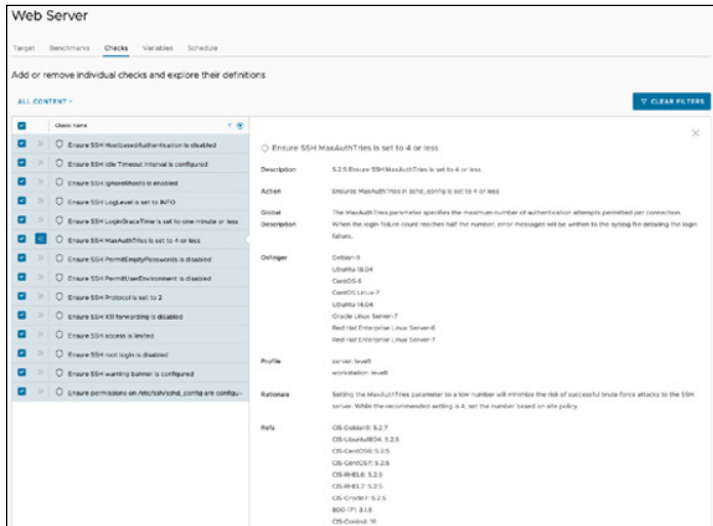 Web Server
Target Benchmarks Checks Variables Schedule
Add or remove individual checks and explore their definitions
ALL CONTENT
CLEAR FILTERS
Check name
Ensure SSH HostbasedAuthentication is disabled
Ensure SSH Idle Timeout Interval is configured
Ensure SSH IgnoreRhosts is enabled
Ensure SSH LogLevel is set to INFO
Ensure SSH LoginGraceTime is set to one minute or less
Ensure SSH MaxAuthTries is set to 4 or less
Ensure SSH PermitEmptyPasswords is disabled
Ensure SSH PermitUserEnvironment is disabled
Ensure SSH Protocol is set to 2
Ensure SSH X11 forwarding is disabled
Ensure SSH access is limited
Ensure SSH root login is disabled
Ensure SSH warning banner is configured
Ensure permissions on /etc/ssh/sshd_config are configu-
Ensure SSH MaxAuthTries is set to 4 or less
Description 5.2.5 Ensure SSH MaxAuthTries is set to 4 or less
Action Ensures MaxAuthTries in sshd_config is set to 4 or less
Global The MaxAuthTries parameter specifies the maximum number of authentication attempts permitted per connection.
Description When the login failure count reaches half the number, error messages will be written to the syslog file detailing the login
failure.
Osfinger Debian-9
Ubuntu-18.04
CentOS-6
CentOS Linux-7
Ubuntu-14.04
Oracle Linux Server-7
Red Hat Enterprise Linux Server-6
Red Hat Enterprise Linux Server-7
Profile server: level1
workstation: level1
Rationale Setting the MaxAuthTries parameter to a low number will minimize the risk of successful brute force attacks to the SSH
server. While the recommended setting is 4, set the number based on site policy.
Refs CIS-Debian9: 5.2.7
CIS-Ubuntu1804: 5.2.5
CIS-CentOS6: 5.2.5
CIS-CentOS7: 5.2.5
CIS-RHEL6: 5.2.5
CIS-RHEL7: 5.2.5
CIS-Oracle7: 5.2.5
800-171: 3.1.8
CIS-Control: 16